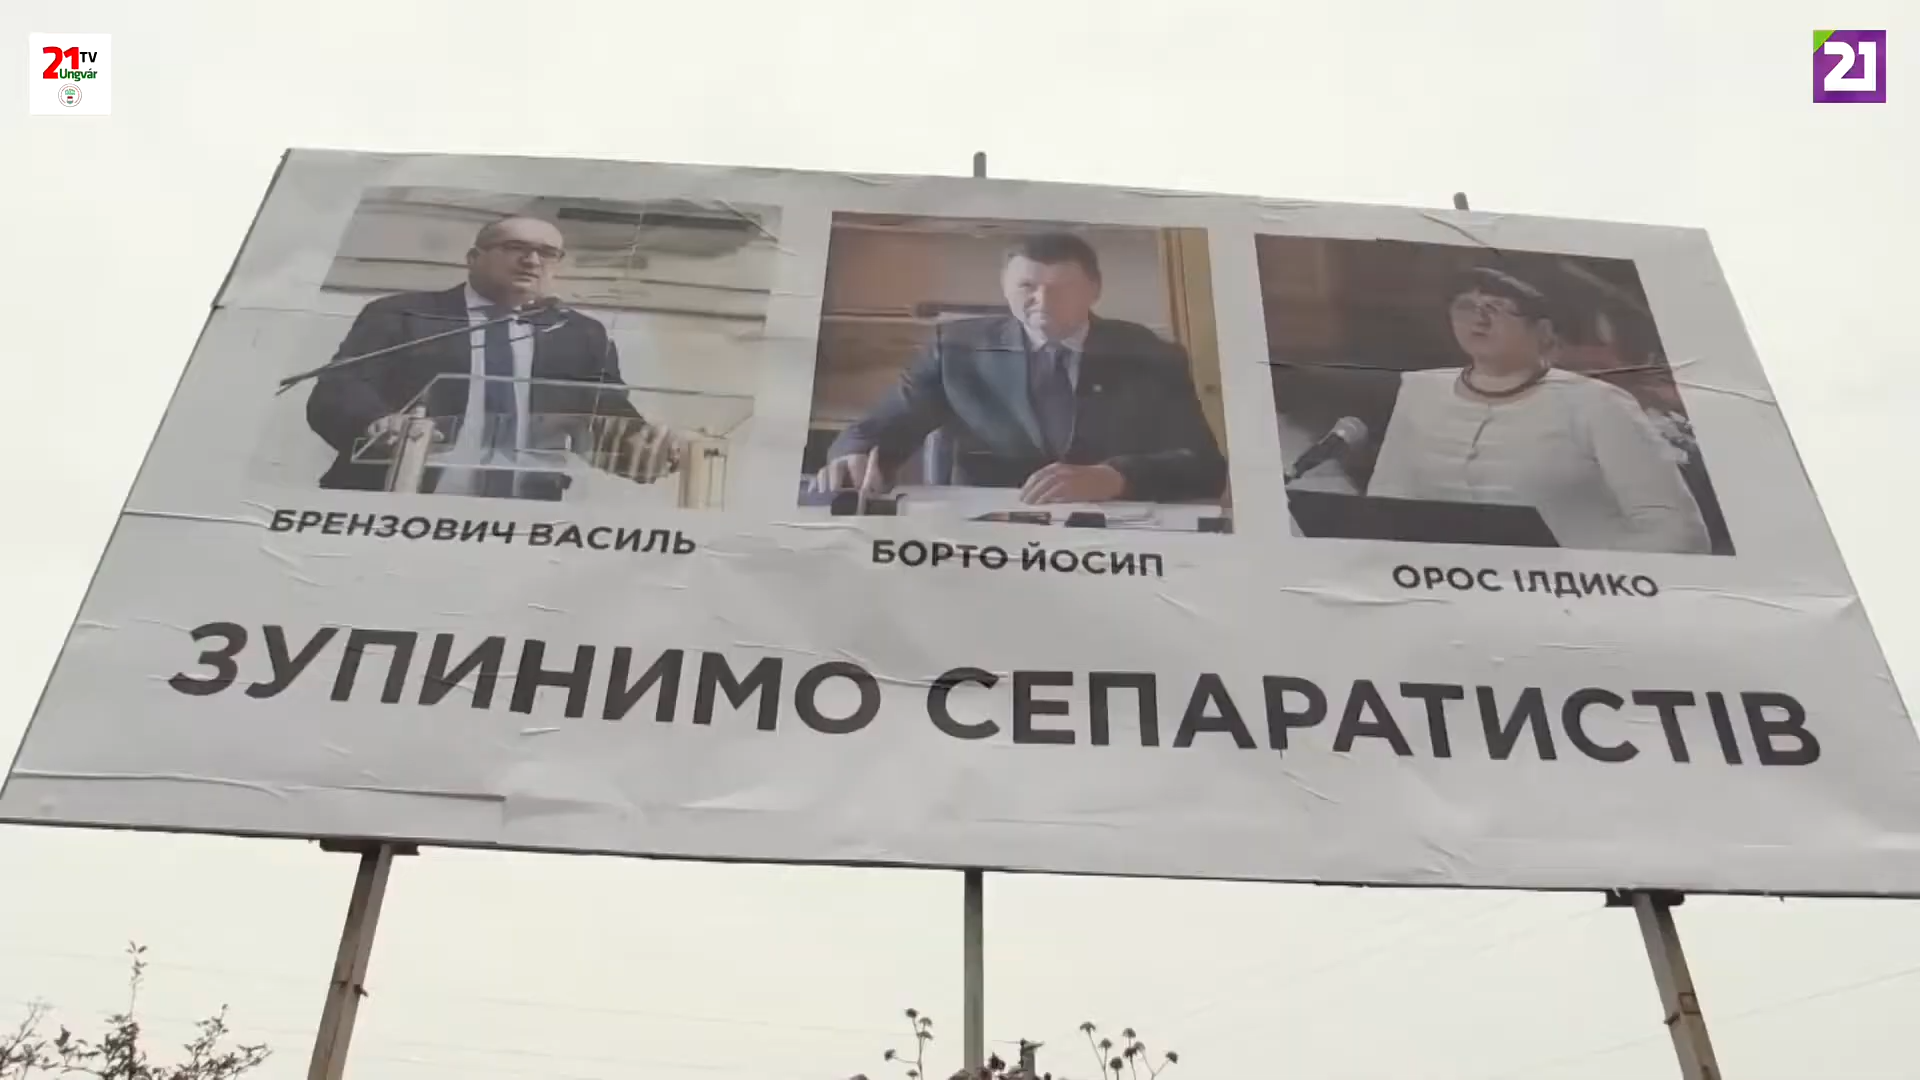 21 TV
Ungvár
21
БРЕНЗОВИЧ ВАСИЛЬ
БОРТО ЙОСИП
ОРОС ІЛДИКО
ЗУПИНИМО СЕПАРАТИСТІВ